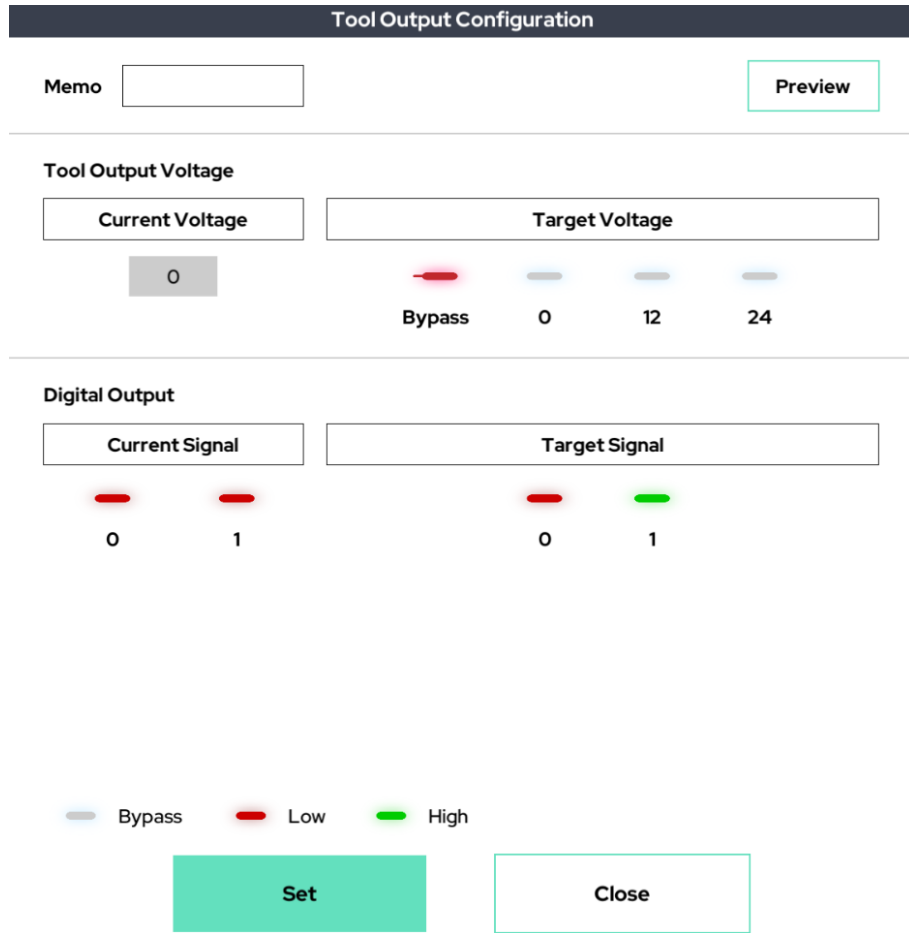 Tool Output Configuration
Memo
Preview
Tool Output Voltage
Current Voltage
Target Voltage
0
Bypass 0 12 24
Digital Output
Current Signal
Target Signal
0 1
0 1
Bypass Low High
Set
Close